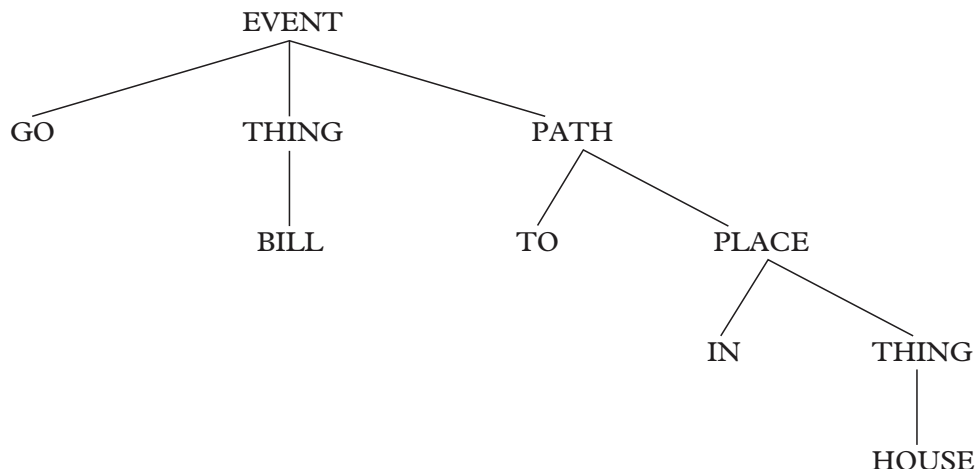 EVENT
GO THING PATH
BILL TO PLACE
IN THING
HOUSE